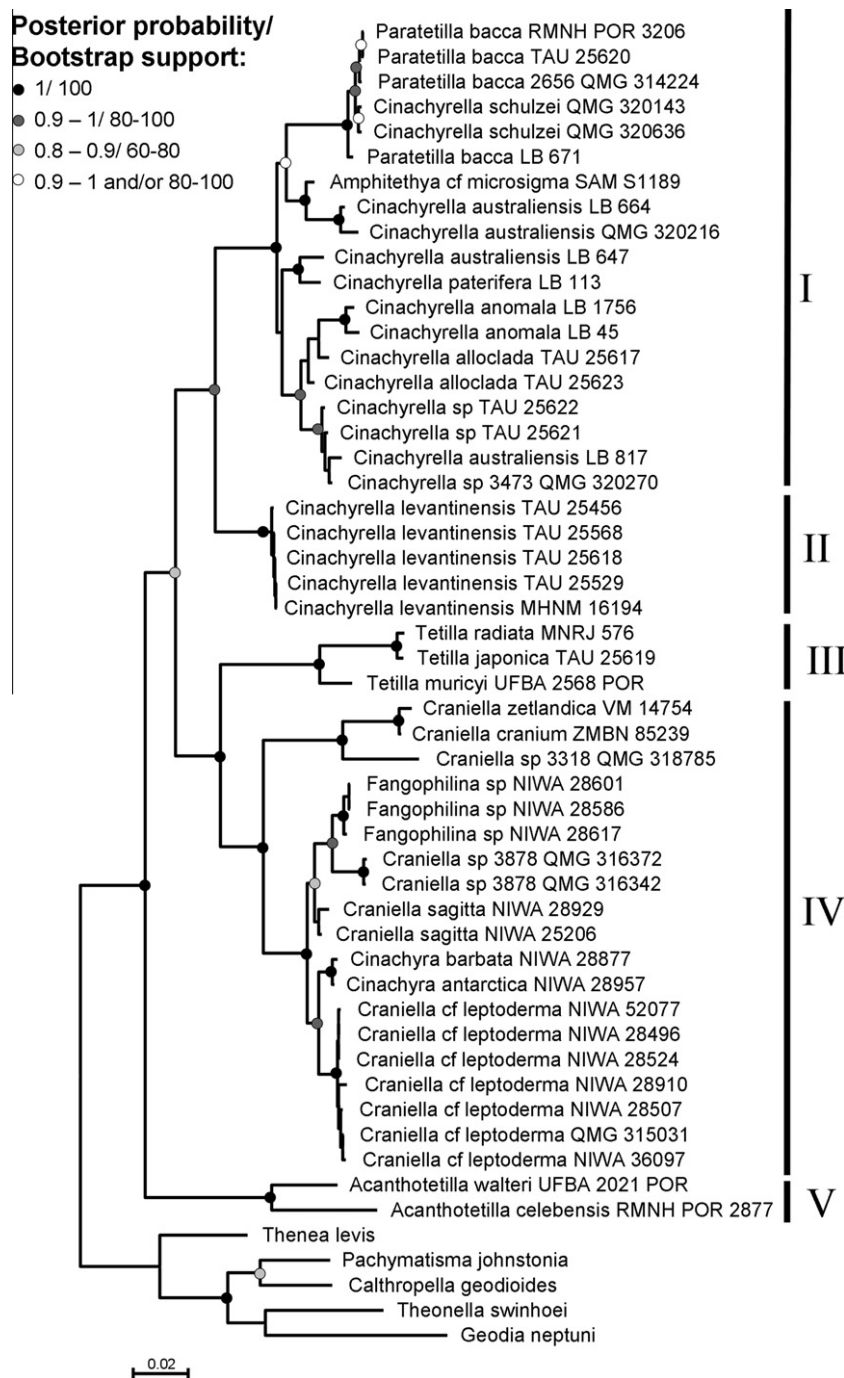 Posterior probability/
Bootstrap support:
1/ 100
0.9 – 1/ 80-100
0.8 – 0.9/ 60-80
0.9 – 1 and/or 80-100
Paratetilla bacca RMNH POR 3206
Paratetilla bacca TAU 25620
Paratetilla bacca 2656 QMG 314224
Cinachyrella schulzei QMG 320143
Cinachyrella schulzei QMG 320636
Paratetilla bacca LB 671
Amphitethya cf microsigma SAM S1189
Cinachyrella australiensis LB 664
Cinachyrella australiensis QMG 320216
Cinachyrella australiensis LB 647
Cinachyrella paterifera LB 113
Cinachyrella anomala LB 1756
Cinachyrella anomala LB 45
Cinachyrella alloclada TAU 25617
Cinachyrella alloclada TAU 25623
Cinachyrella sp TAU 25622
Cinachyrella sp TAU 25621
Cinachyrella australiensis LB 817
Cinachyrella sp 3473 QMG 320270
I
Cinachyrella levantinensis TAU 25456
Cinachyrella levantinensis TAU 25568
Cinachyrella levantinensis TAU 25618
Cinachyrella levantinensis TAU 25529
Cinachyrella levantinensis MHNM 16194
II
Tetilla radiata MNRJ 576
Tetilla japonica TAU 25619
Tetilla muricyi UFBA 2568 POR
III
Craniella zetlandica VM 14754
Craniella cranium ZMBN 85239
Craniella sp 3318 QMG 318785
Fangophilina sp NIWA 28601
Fangophilina sp NIWA 28586
Fangophilina sp NIWA 28617
Craniella sp 3878 QMG 316372
Craniella sp 3878 QMG 316342
Craniella sagitta NIWA 28929
Craniella sagitta NIWA 25206
Cinachyra barbata NIWA 28877
Cinachyra antarctica NIWA 28957
Craniella cf leptoderma NIWA 52077
Craniella cf leptoderma NIWA 28496
Craniella cf leptoderma NIWA 28524
Craniella cf leptoderma NIWA 28910
Craniella cf leptoderma NIWA 28507
Craniella cf leptoderma QMG 315031
Craniella cf leptoderma NIWA 36097
IV
Acanthotetilla walteri UFBA 2021 POR
Acanthotetilla celebensis RMNH POR 2877
V
Thenea levis
Pachymatisma johnstonia
Calthropella geodioides
Theonella swinhoei
Geodia neptuni
0.02